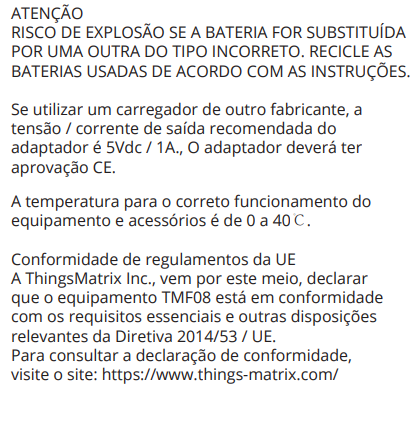 ATENÇÃO
RISCO DE EXPLOSÃO SE A BATERIA FOR SUBSTITUÍDA
POR UMA OUTRA DO TIPO INCORRETO. RECICLE AS
BATERIAS USADAS DE ACORDO COM AS INSTRUÇÕES.
Se utilizar um carregador de outro fabricante, a
tensão / corrente de saída recomendada do
adaptador é 5Vdc / 1A., O adaptador deverá ter
aprovação CE.
A temperatura para o correto funcionamento do
equipamento e acessórios é de 0 a 40℃.
Conformidade de regulamentos da UE
A ThingsMatrix Inc., vem por este meio, declarar
que o equipamento TMF08 está em conformidade
com os requisitos essenciais e outras disposições
relevantes da Diretiva 2014/53 / UE.
Para consultar a declaração de conformidade,
visite o site: https://www.things-matrix.com/